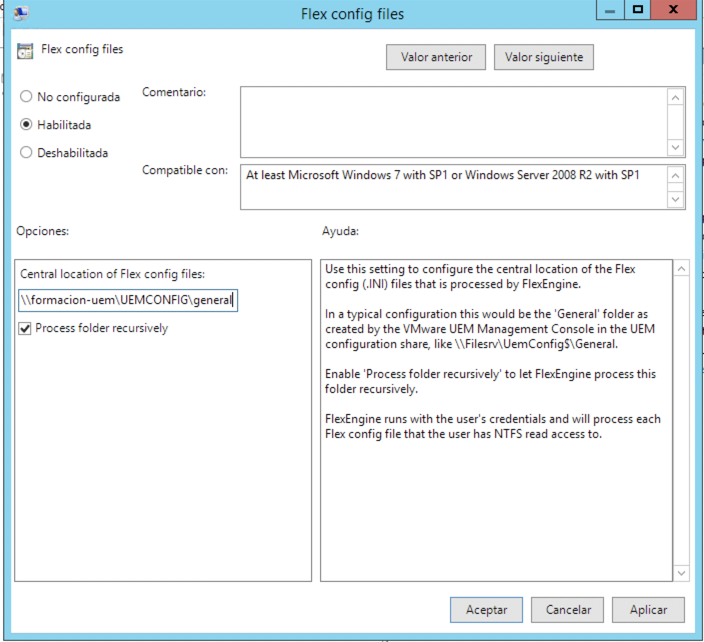 Flex config files
Flex config files
Valor anterior
Valor siguiente
No configurada
Comentario:
Habilitada
Deshabilitada
Compatible con:
At least Microsoft Windows 7 with SP1 or Windows Server 2008 R2 with SP1
Opciones:
Ayuda:
Central location of Flex config files:
\\formacion-uem\UEMCONFIG\general
Process folder recursively
Use this setting to configure the central location of the Flex
config (.INI) files that is processed by FlexEngine.
In a typical configuration this would be the 'General' folder as
created by the VMware UEM Management Console in the UEM
configuration share, like \\Filesrv\UemConfig$\General.
Enable 'Process folder recursively' to let FlexEngine process this
folder recursively.
FlexEngine runs with the user's credentials and will process each
Flex config file that the user has NTFS read access to.
Aceptar
Cancelar
Aplicar